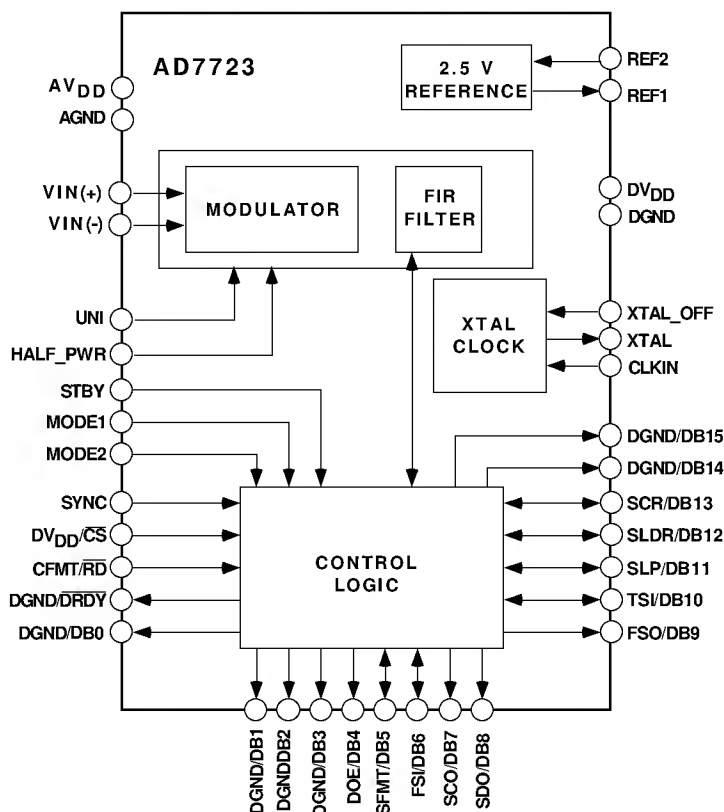 AD7723
2.5 V
REFERENCE
REF2
REF1
AVDD
AGND
VIN(+)
VIN(-)
MODULATOR
FIR
FILTER
DVDD
DGND
UNI
HALF_PWR
STBY
MODE1
MODE2
XTAL
CLOCK
XTAL_OFF
XTAL
CLKIN
SYNC
DVDD/C̅S̅
CFMT/R̅D̅
DGND/D̅R̅D̅Y̅
DGND/DB0
CONTROL
LOGIC
DGND/DB15
DGND/DB14
SCR/DB13
SLDR/DB12
SLP/DB11
TSI/DB10
FSO/DB9
DGND/DB1
DGNDDB2
DGND/DB3
DOE/DB4
SFMT/DB5
FSI/DB6
SCO/DB7
SDO/DB8